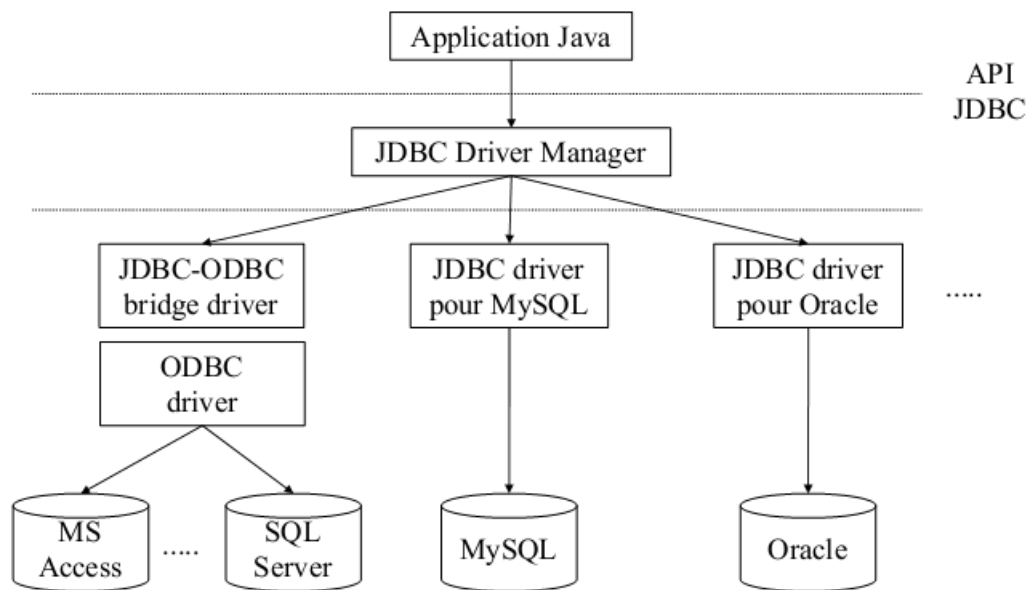 Application Java
API
JDBC
JDBC Driver Manager
JDBC-ODBC
bridge driver
JDBC driver
pour MySQL
JDBC driver
pour Oracle
.....
ODBC
driver
MS
Access
.....
SQL
Server
MySQL
Oracle